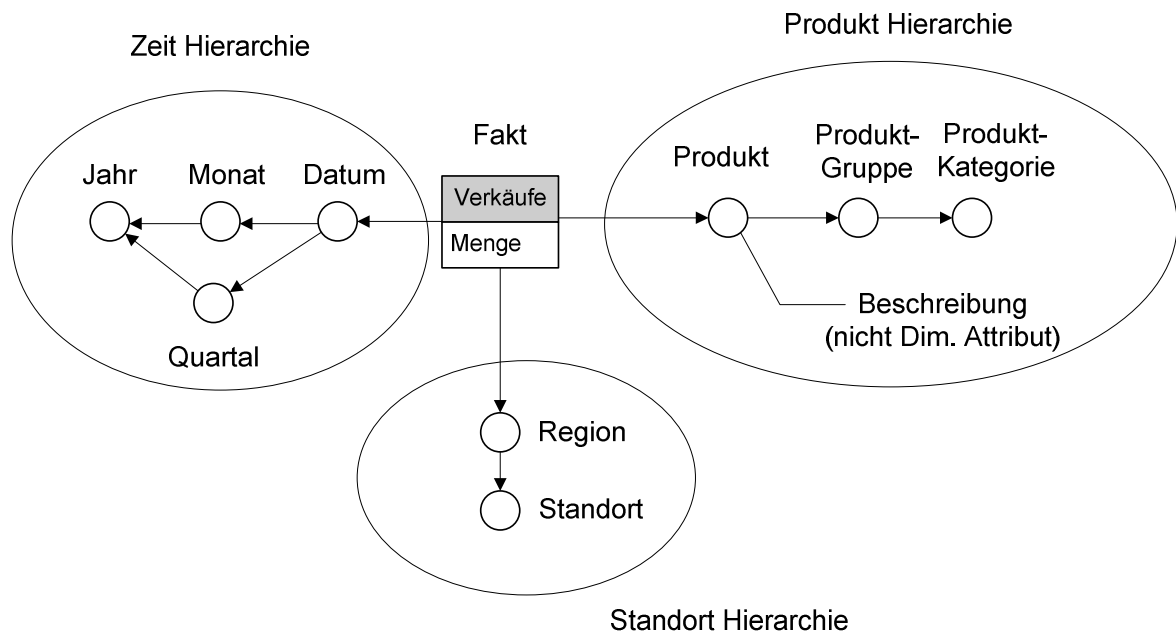 Zeit Hierarchie
Produkt Hierarchie
Fakt
Jahr
Monat
Datum
Verkäufe
Menge
Produkt
Produkt-
Gruppe
Produkt-
Kategorie
Quartal
Beschreibung
(nicht Dim. Attribut)
Region
Standort
Standort Hierarchie